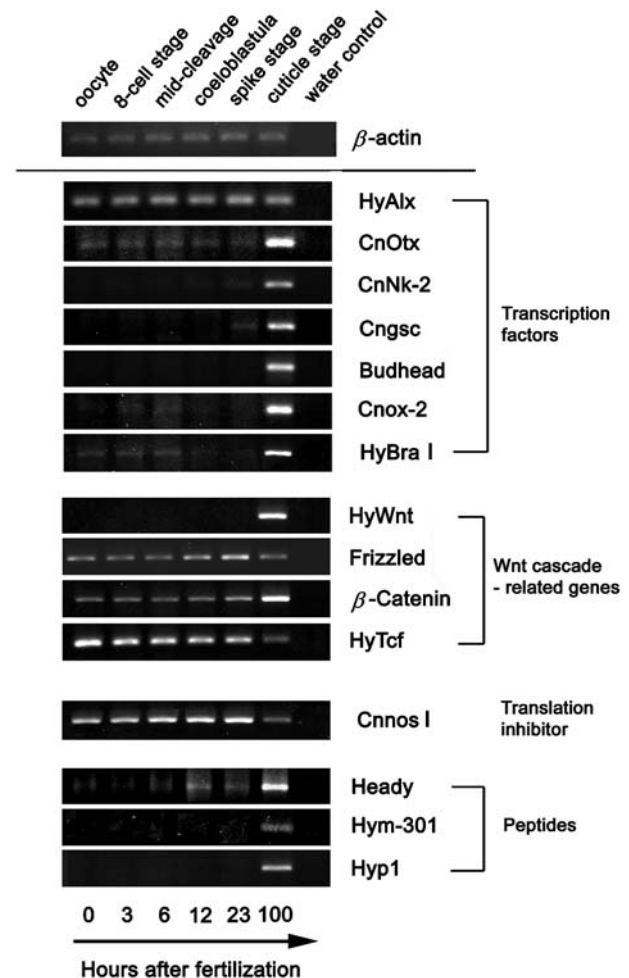 oocyte
8-cell stage
mid-cleavage
coeloblastula
spike stage
cuticle stage
water control
β-actin
HyAlx
CnOtx
CnNk-2
Cngsc
Budhead
Cnox-2
HyBra I
Transcription
factors
HyWnt
Frizzled
β-Catenin
HyTcf
Wnt cascade
- related genes
Cnnos I
Translation
inhibitor
Heady
Hym-301
Hyp1
Peptides
0 3 6 12 23 100
Hours after fertilization